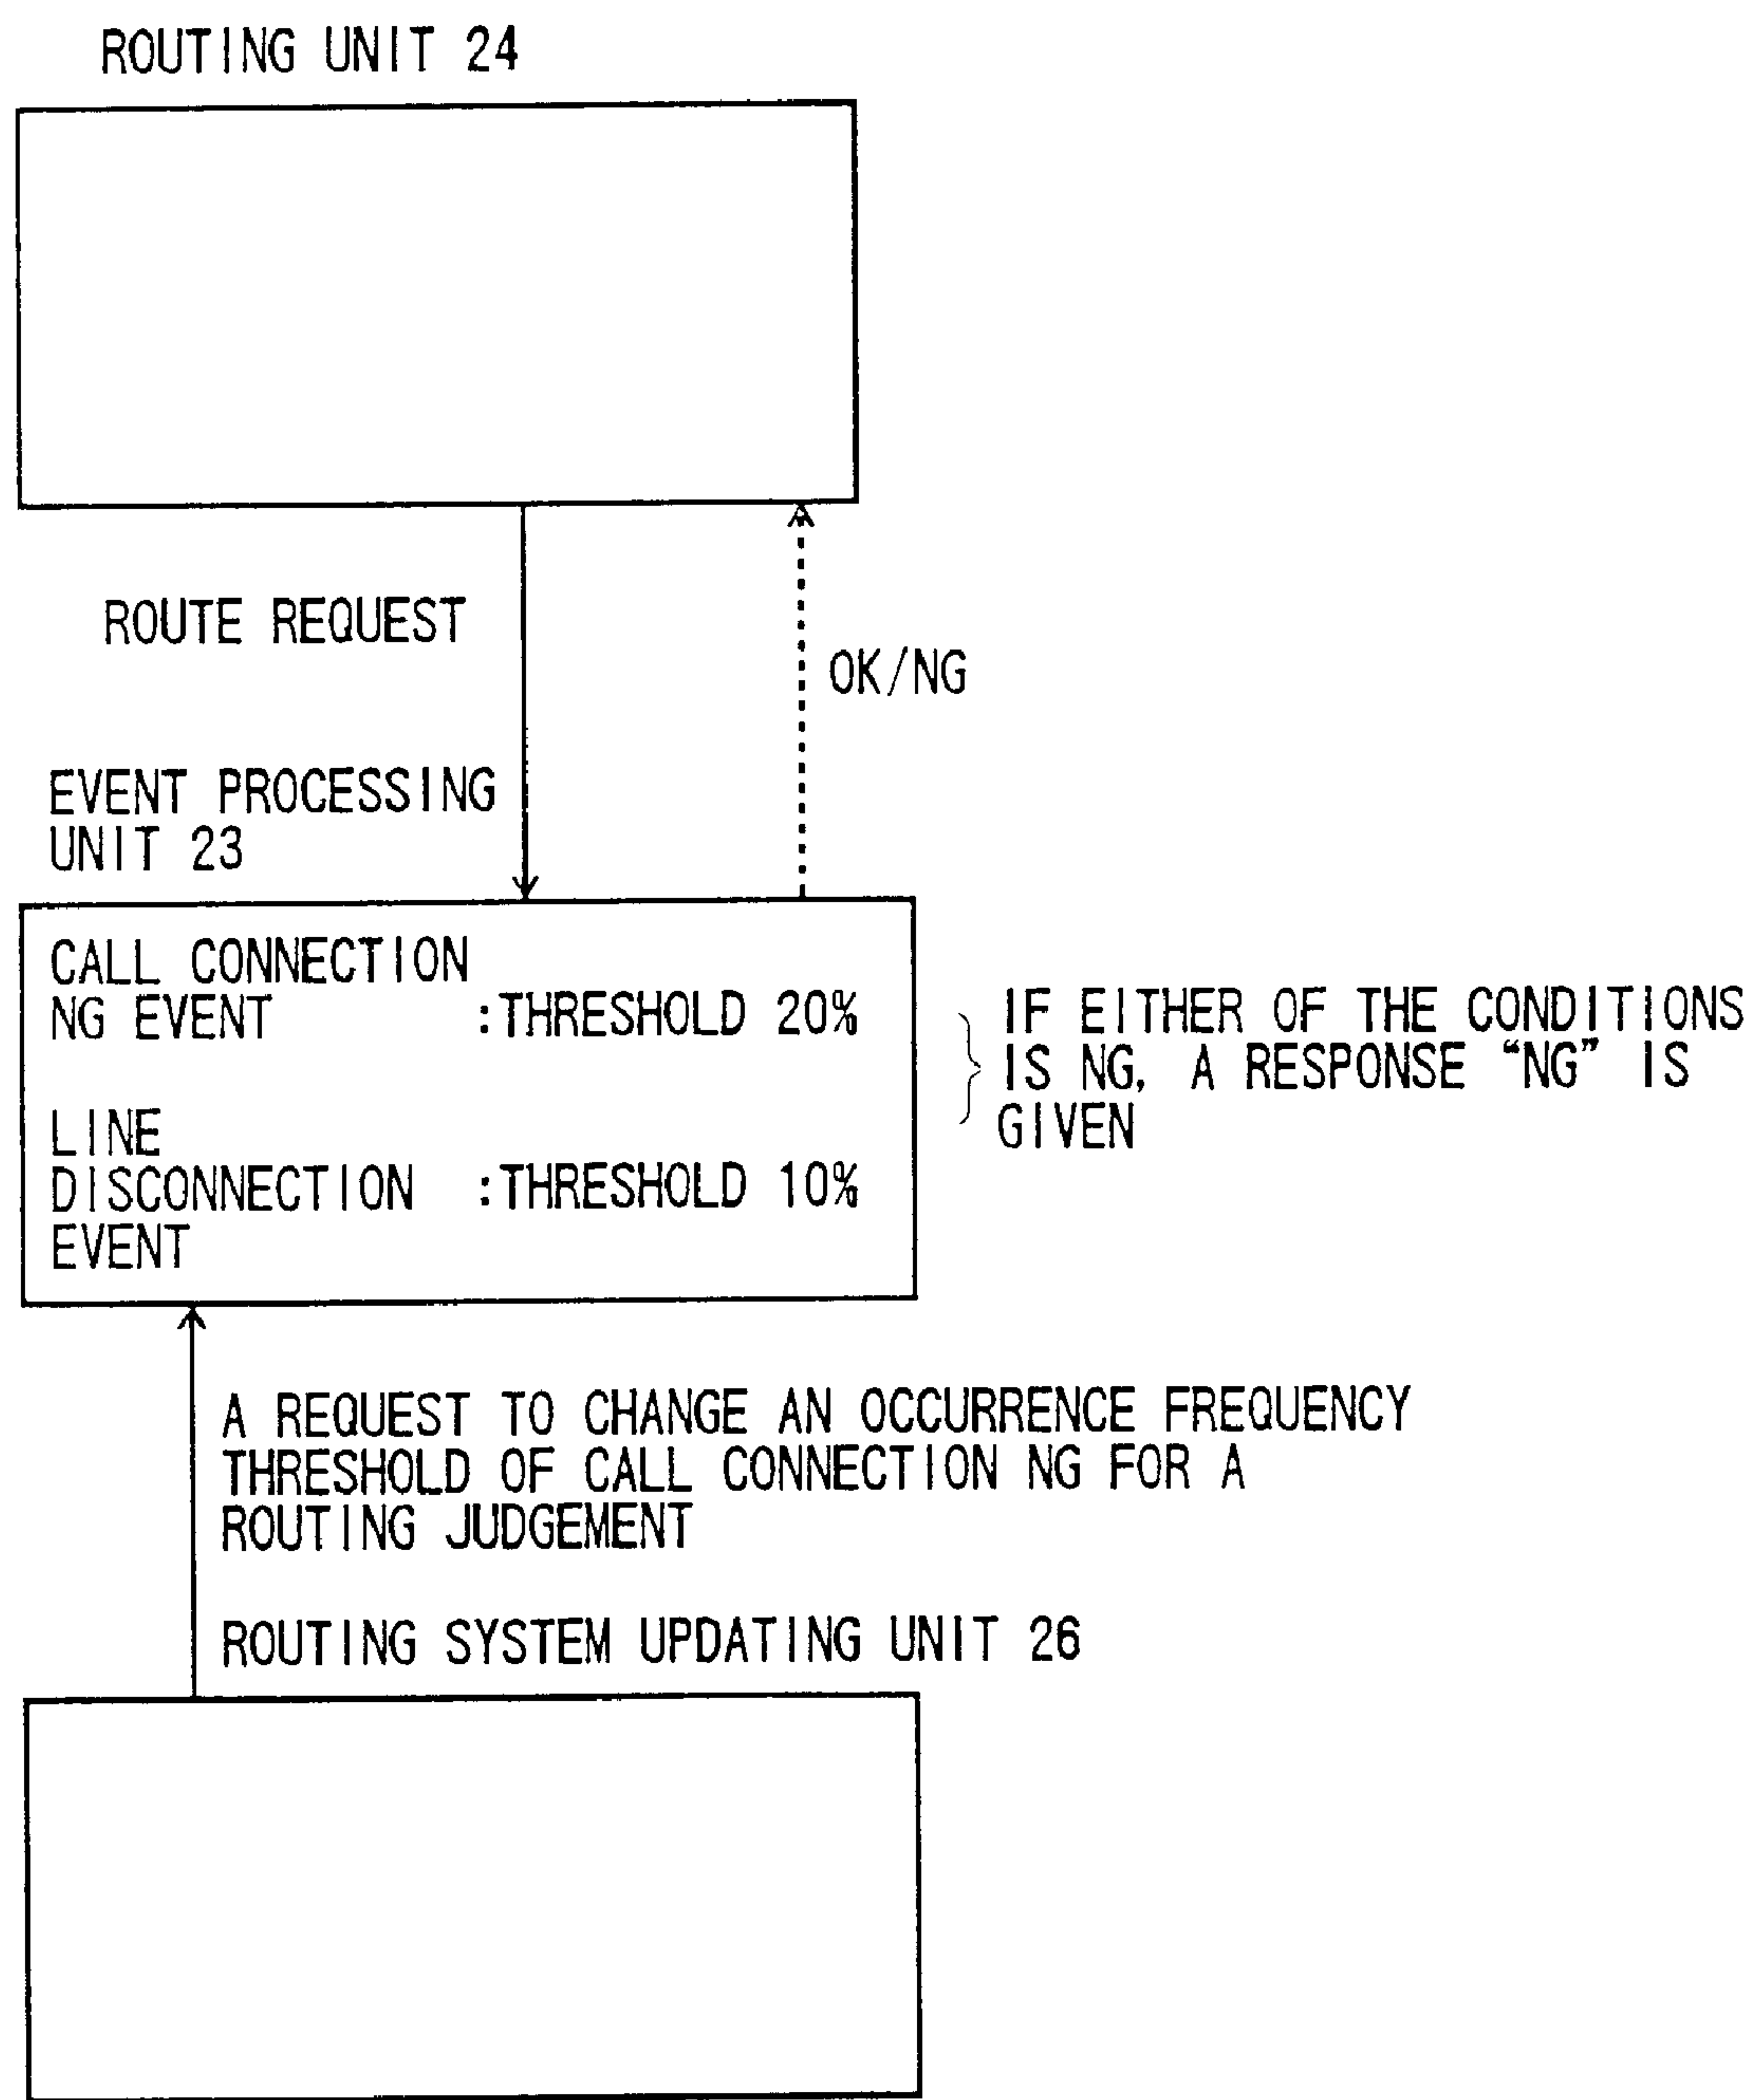 ROUTING UNIT 24
ROUTE REQUEST
OK/NG
EVENT PROCESSING
UNIT 23
CALL CONNECTION
NG EVENT :THRESHOLD 20%
LINE
DISCONNECTION :THRESHOLD 10%
EVENT
IF EITHER OF THE CONDITIONS
IS NG, A RESPONSE “NG” IS
GIVEN
A REQUEST TO CHANGE AN OCCURRENCE FREQUENCY
THRESHOLD OF CALL CONNECTION NG FOR A
ROUTING JUDGEMENT
ROUTING SYSTEM UPDATING UNIT 26